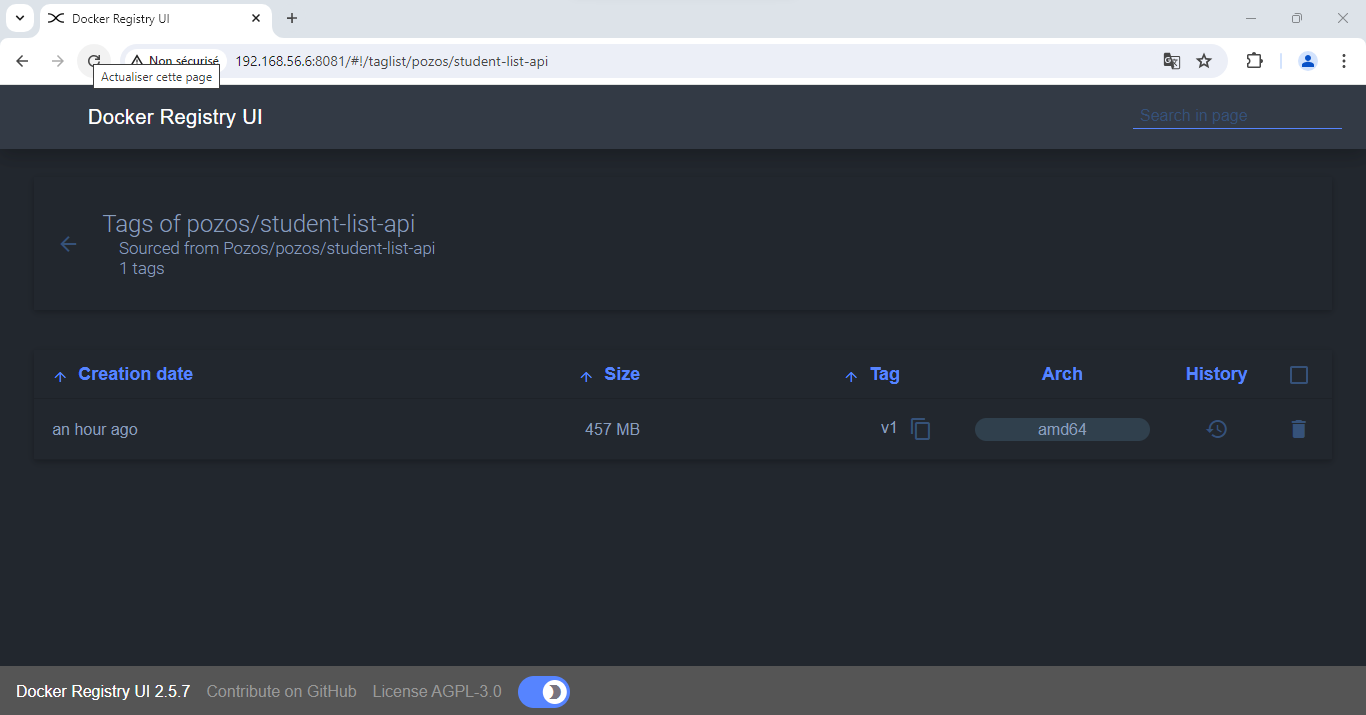 Docker Registry UI
Non sécurisé 192.168.56.6:8081/#!/taglist/pozos/student-list-api
Actualiser cette page
Docker Registry UI Search in page
Tags of pozos/student-list-api
Sourced from Pozos/pozos/student-list-api
1 tags
Creation date Size Tag Arch History
an hour ago 457 MB v1 amd64
Docker Registry UI 2.5.7 Contribute on GitHub License AGPL-3.0